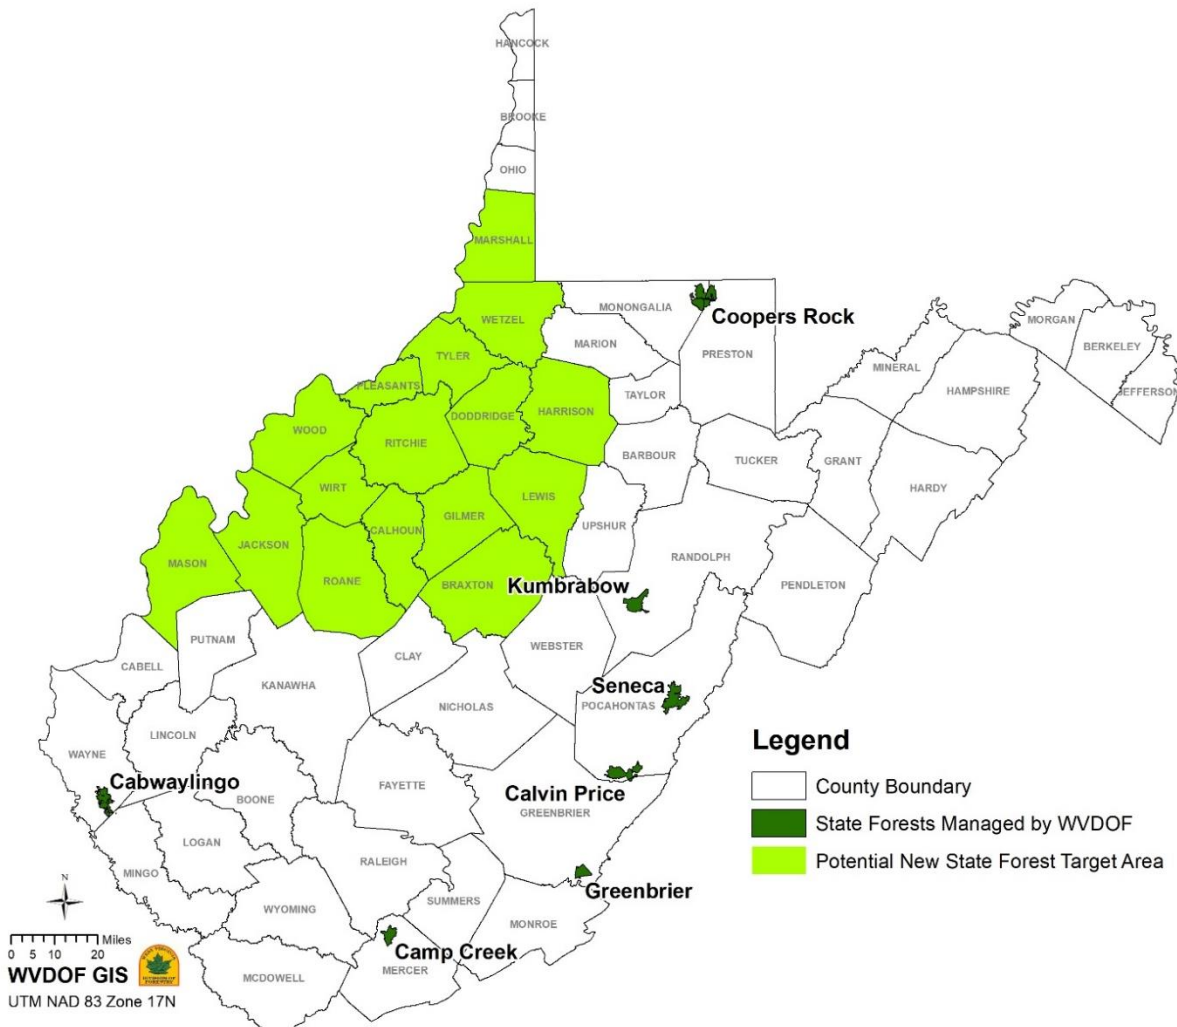 HANCOCK
BROOKE
OHIO
MARSHALL
WETZEL
MONONGALIA
Coopers Rock
MORGAN
MARION
TYLER
PRESTON
BERKELEY
MINERAL
PLEASANTS
HAMPSHIRE
JEFFERSON
TAYLOR
DODDRIDGE
HARRISON
WOOD
RITCHIE
BARBOUR
TUCKER
GRANT
HARDY
WIRT
LEWIS
GILMER
UPSHUR
CALHOUN
JACKSON
RANDOLPH
MASON
ROANE
BRAXTON
PENDLETON
Kumbrabow
PUTNAM
WEBSTER
CLAY
CABELL
KANAWHA
Seneca
POCAHONTAS
NICHOLAS
LINCOLN
WAYNE
Cabwaylingo
FAYETTE
BOONE
Calvin Price
GREENBRIER
LOGAN
RALEIGH
MINGO
Greenbrier
SUMMERS
WYOMING
MONROE
Camp Creek
MERCER
MCDOWELL
Legend
County Boundary
State Forests Managed by WVDOF
Potential New State Forest Target Area
N
Miles
0 5 10 20
WVDOF GIS
UTM NAD 83 Zone 17N